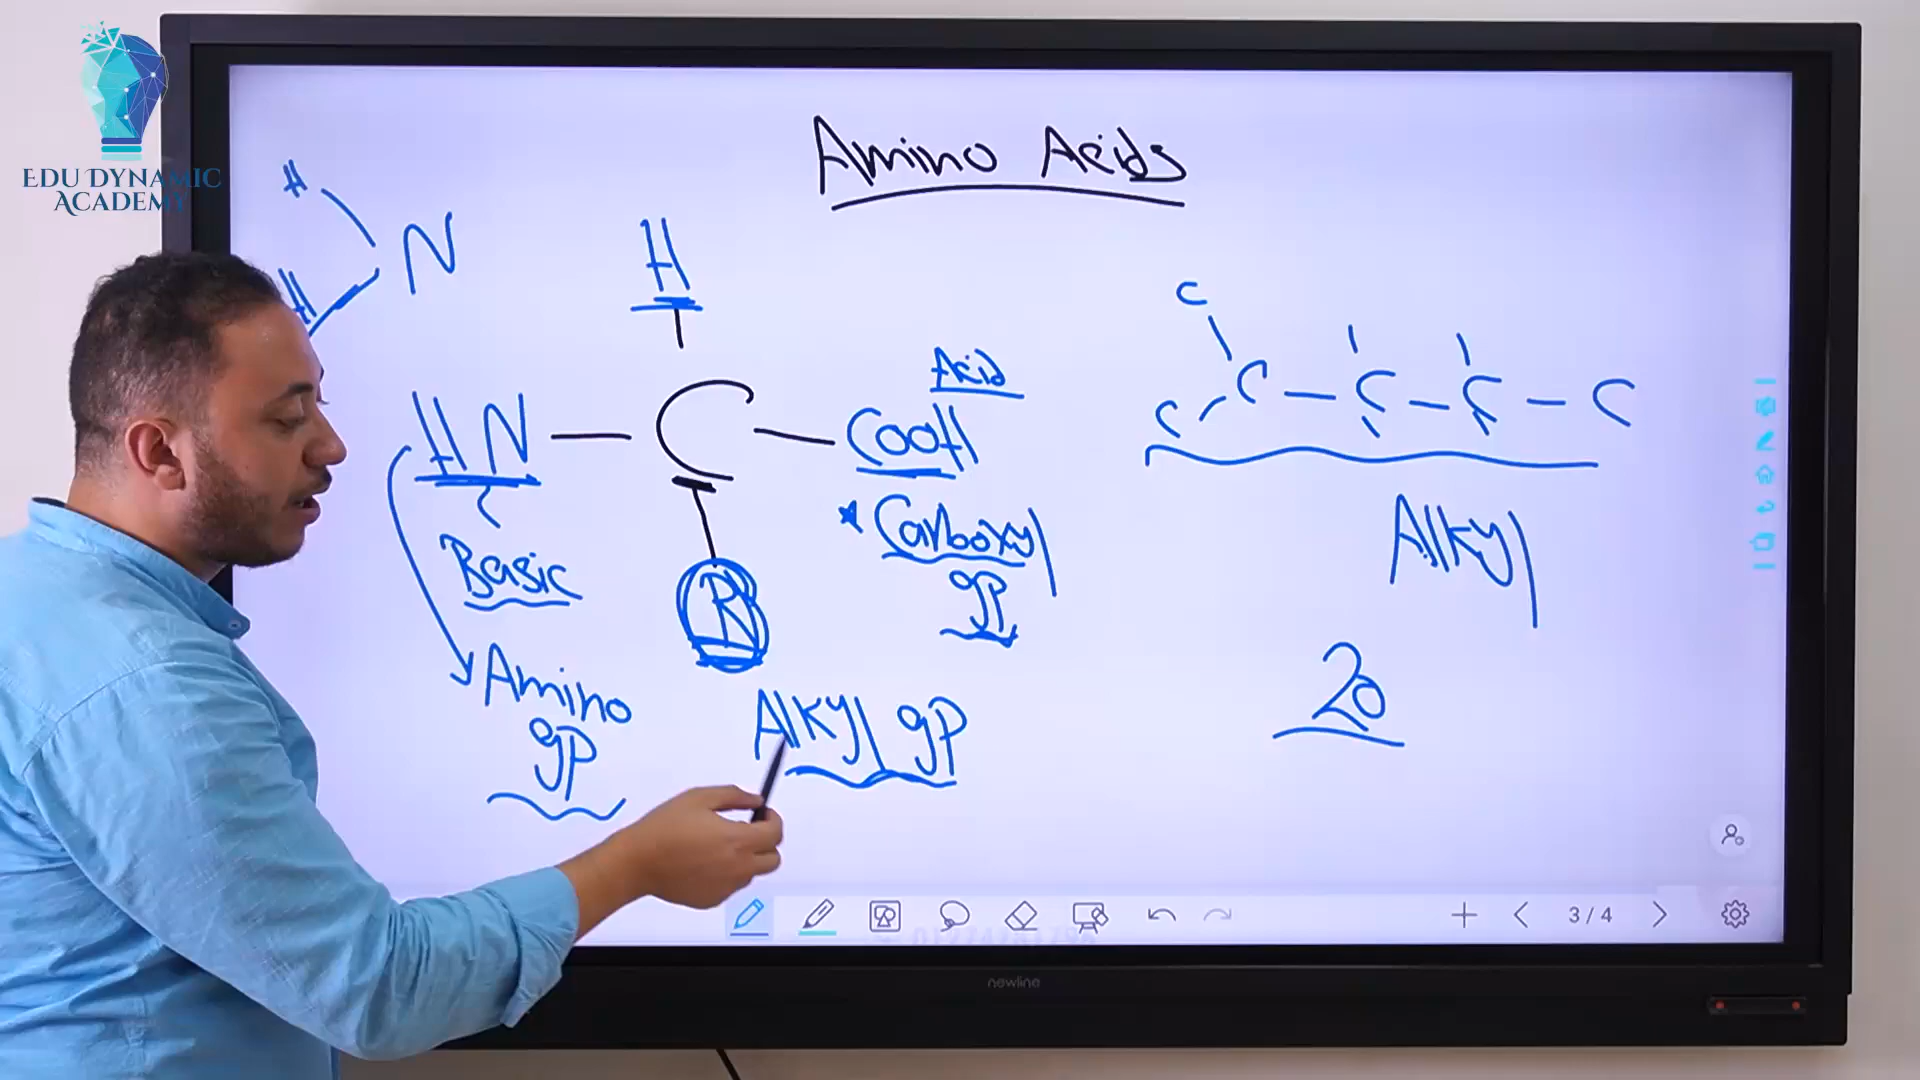 EDU DYNAMIC
ACADEMY
Amino Acids
H
H
N
H
HN — C — COOH
Acid
Basic
Amino
gp
R
Alkyl gp
* Carboxyl
gp
C
C C — C — C — C
Alkyl
20
3 / 4
newline